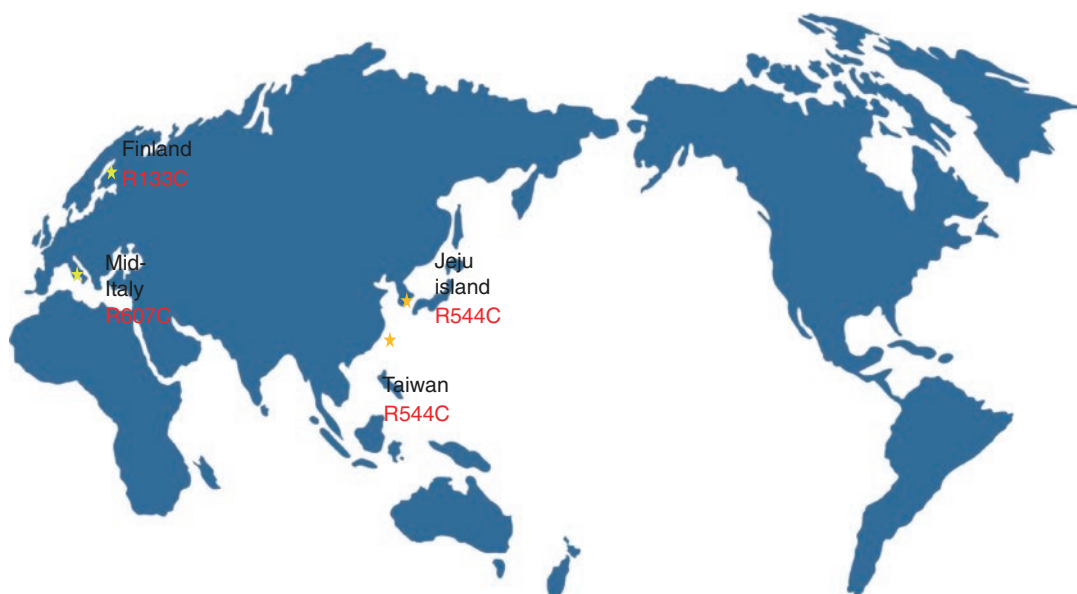 Finland
R133C
Mid-
Italy
R607C
Jeju
island
R544C
Taiwan
R544C